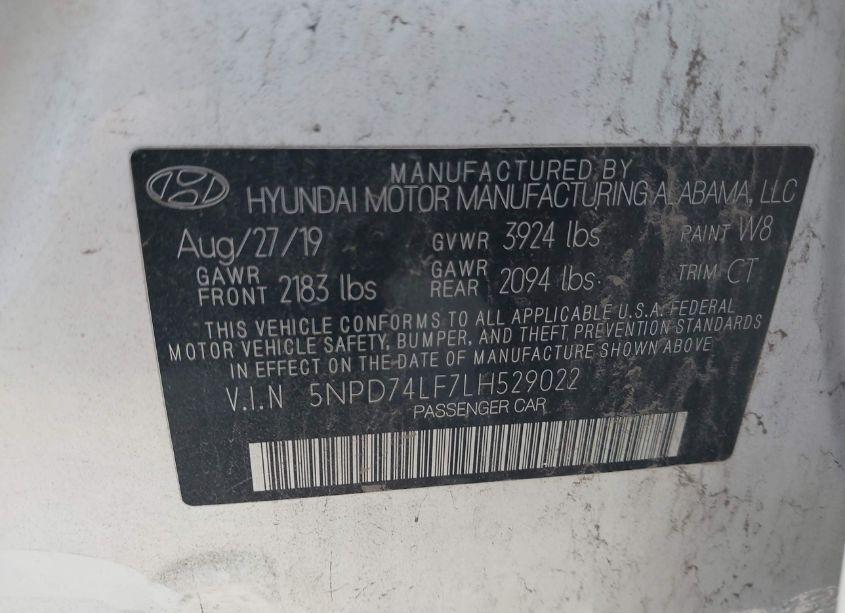 MANUFACTURED BY
HYUNDAI MOTOR MANUFACTURING ALABAMA, LLC
Aug/27/19 GVWR 3924 lbs PAINT W8
GAWR FRONT 2183 lbs GAWR REAR 2094 lbs TRIM CT
THIS VEHICLE CONFORMS TO ALL APPLICABLE U.S.A. FEDERAL
MOTOR VEHICLE SAFETY, BUMPER, AND THEFT PREVENTION STANDARDS
IN EFFECT ON THE DATE OF MANUFACTURE SHOWN ABOVE
V.I.N 5NPD74LF7LH529022
PASSENGER CAR